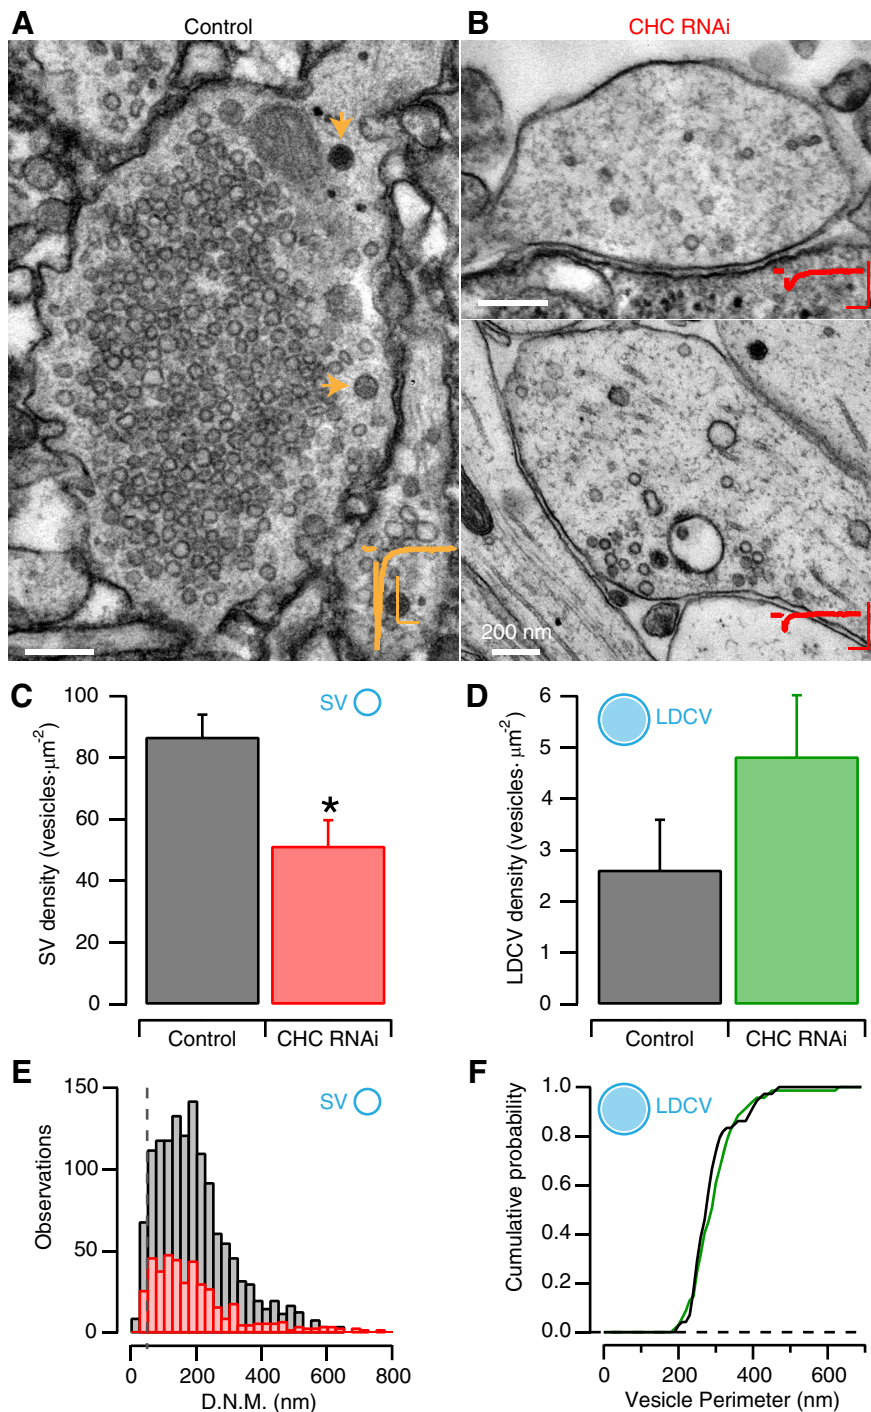 A
Control
B
CHC RNAi
200 nm
C
SV density (vesicles·μm⁻²)
100
80
60
40
20
0
SV
*
Control
CHC RNAi
D
LDCV density (vesicles· μm⁻²)
6
5
4
3
2
1
0
LDCV
Control
CHC RNAi
E
Observations
150
100
50
0
SV
0
200
400
600
800
D.N.M. (nm)
F
Cumulative probability
1.0
0.8
0.6
0.4
0.2
0.0
LDCV
0
200
400
600
Vesicle Perimeter (nm)